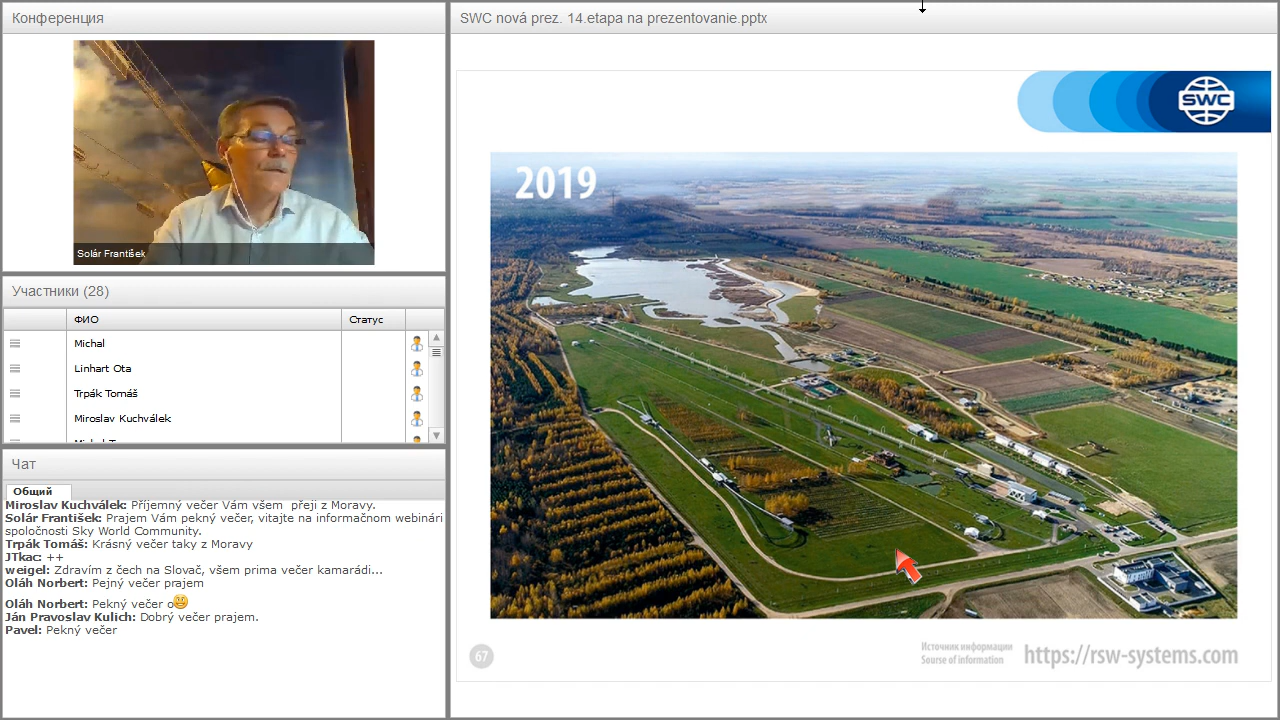 Конференция
Solár František
Участники (28)
ФИО
Статус
Michal
Linhart Ota
Trpák Tomáš
Miroslav Kuchválek
Чат
Общий
Miroslav Kuchválek: Příjemný večer Vám všem přeji z Moravy.
Solár František: Prajem Vám pekný večer, vitajte na informačnom webinári
spoločnosti Sky World Community.
Trpák Tomáš: Krásný večer taky z Moravy
JTkac: ++
weigel: Zdravím z čech na Slovač, všem prima večer kamarádi...
Oláh Norbert: Pejný večer prajem
Oláh Norbert: Pekný večer o
Ján Pravoslav Kulich: Dobrý večer prajem.
Pavel: Pekný večer
SWC nová prez. 14.etapa na prezentovanie.pptx
SWC
2019
67
Источник информации
Sourse of information
https://rsw-systems.com